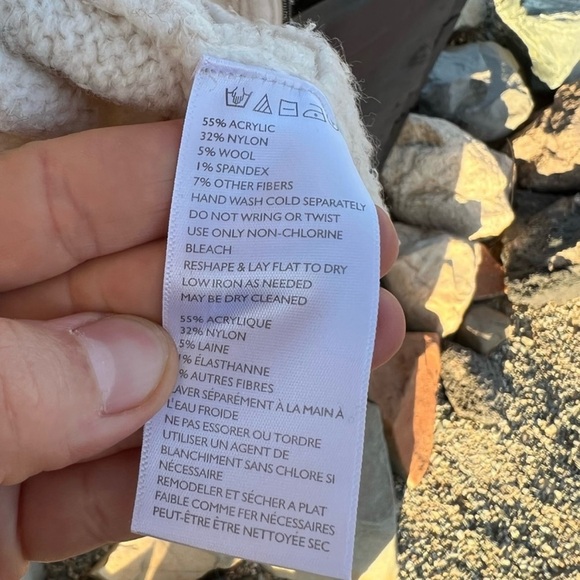 55% ACRYLIC
32% NYLON
5% WOOL
1% SPANDEX
7% OTHER FIBERS
HAND WASH COLD SEPARATELY
DO NOT WRING OR TWIST
USE ONLY NON-CHLORINE
BLEACH
RESHAPE & LAY FLAT TO DRY
LOW IRON AS NEEDED
MAY BE DRY CLEANED
55% ACRYLIQUE
32% NYLON
5% LAINE
1% ÉLASTHANNE
% AUTRES FIBRES
LAVER SÉPARÉMENT À LA MAIN À
L'EAU FROIDE
NE PAS ESSORER OU TORDRE
UTILISER UN AGENT DE
BLANCHIMENT SANS CHLORE SI
NÉCESSAIRE
REMODELER ET SÉCHER A PLAT
FAIBLE COMME FER NÉCESSAIRES
PEUT-ÊTRE ÊTRE NETTOYÉE SEC